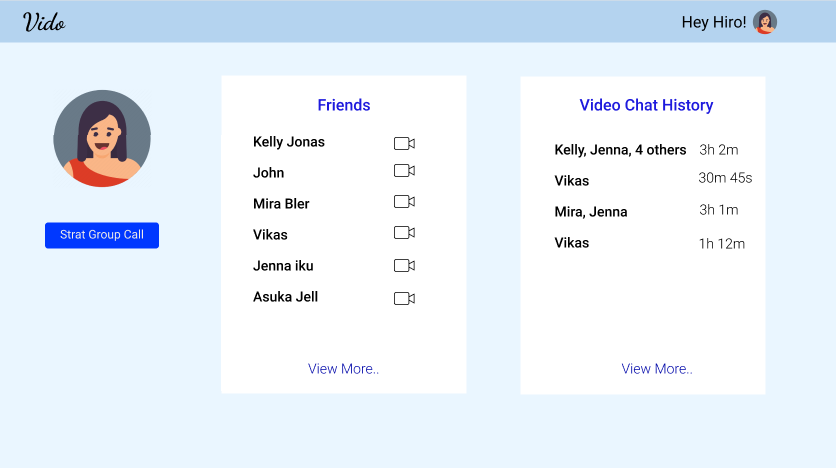 Vido
Hey Hiro!
Strat Group Call
Friends
Kelly Jonas
John
Mira Bler
Vikas
Jenna iku
Asuka Jell
View More..
Video Chat History
Kelly, Jenna, 4 others 3h 2m
Vikas 30m 45s
Mira, Jenna 3h 1m
Vikas 1h 12m
View More..